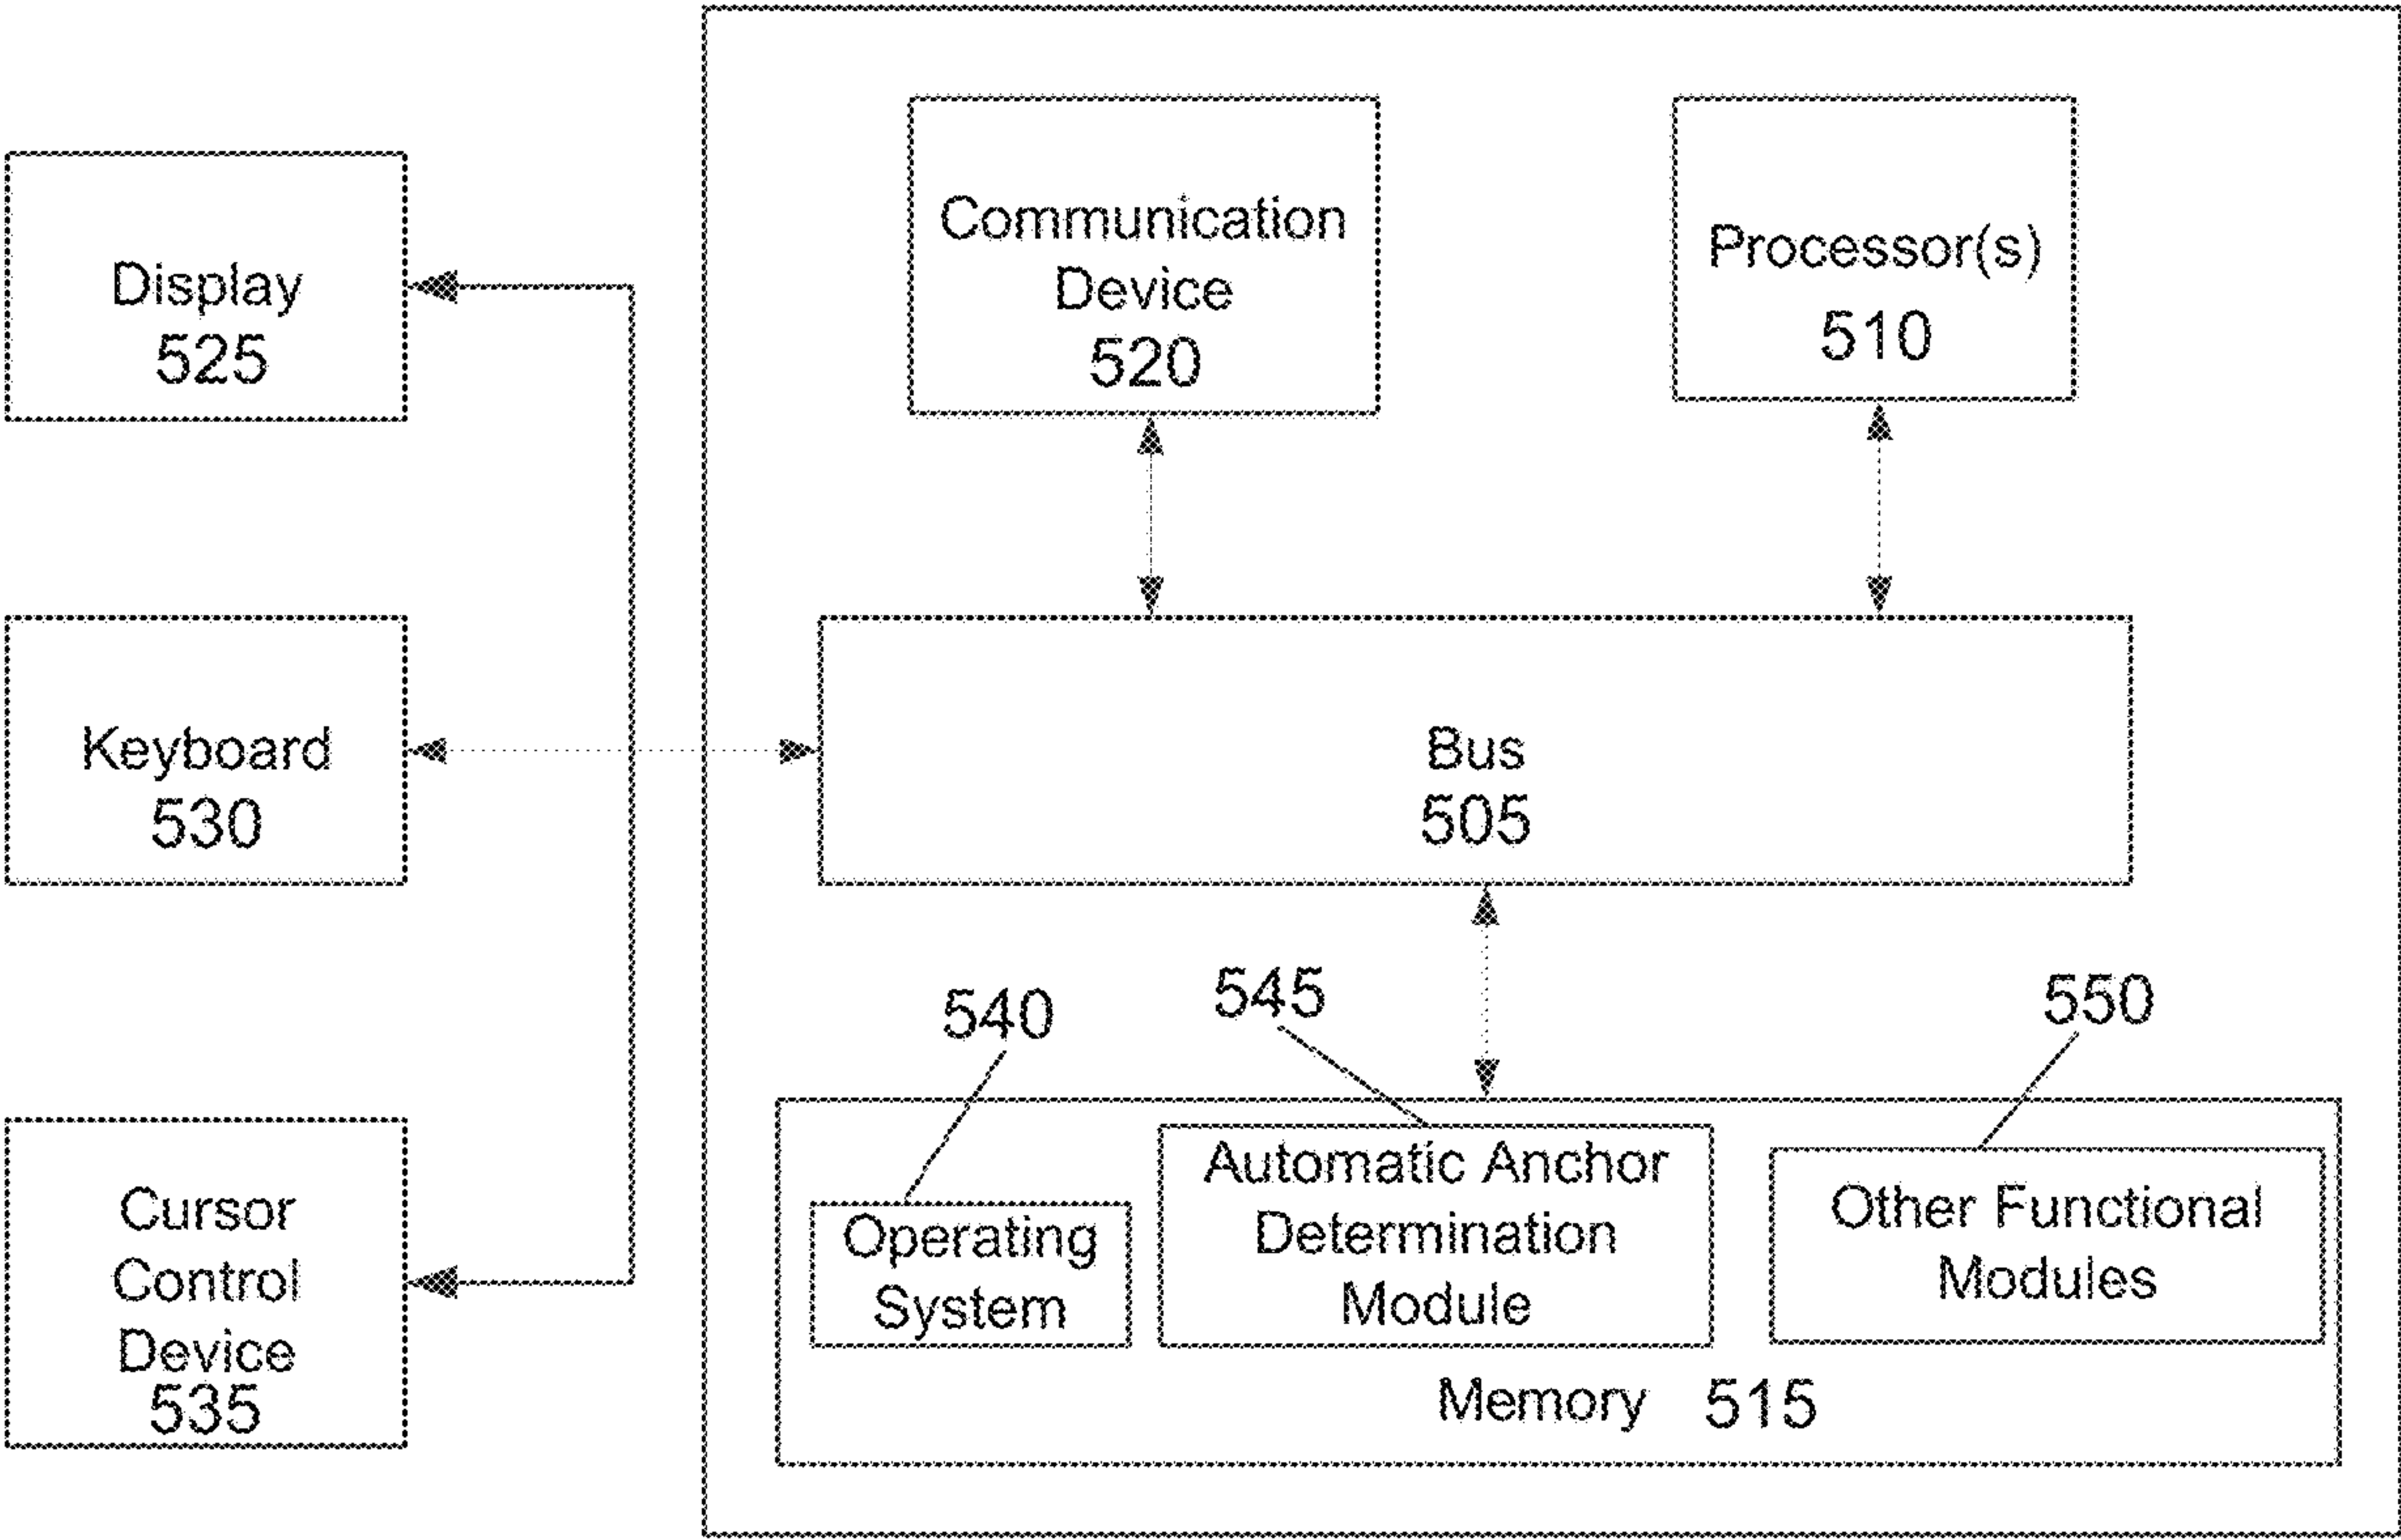 Display
525
Keyboard
530
Cursor
Control
Device
535
Communication
Device
520
Processor(s)
510
Bus
505
540
545
550
Operating
System
Automatic Anchor
Determination
Module
Other Functional
Modules
Memory 515